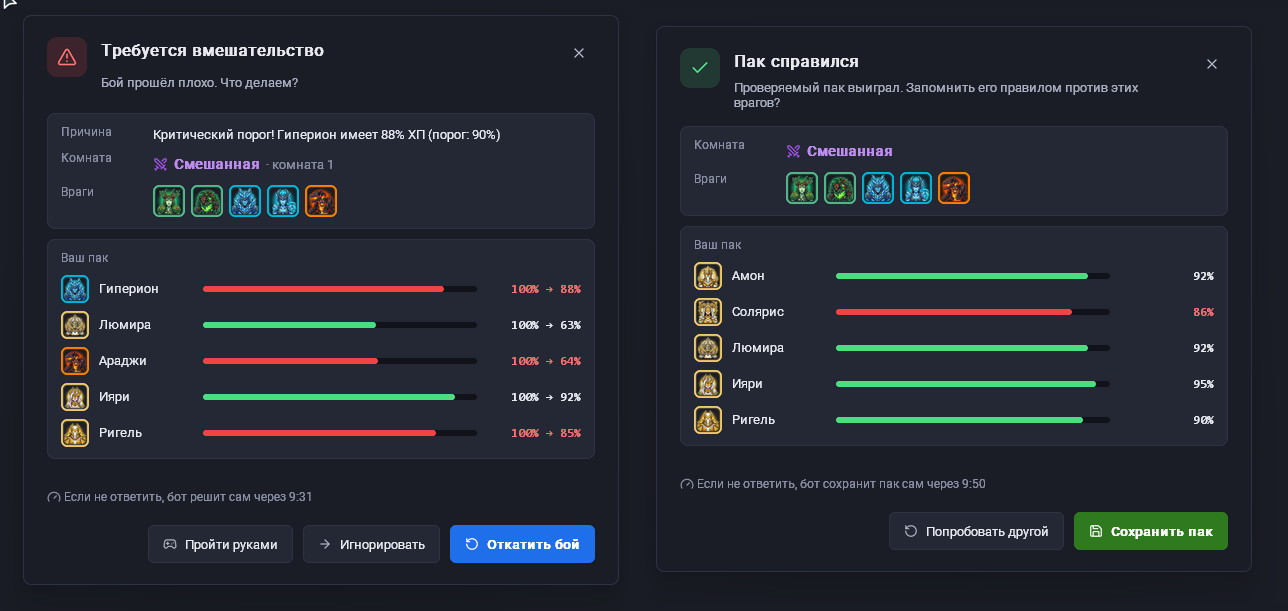 Требуется вмешательство
Бой прошёл плохо. Что делаем?
Причина Критический порог! Гиперион имеет 88% ХП (порог: 90%)
Комната Смешанная · комната 1
Враги
Ваш пак
Гиперион 100% → 88%
Люмира 100% → 63%
Араджи 100% → 64%
Ияри 100% → 92%
Ригель 100% → 85%
Если не ответить, бот решит сам через 9:31
Пройти руками Игнорировать Откатить бой
Пак справился
Проверяемый пак выиграл. Запомнить его правилом против этих
врагов?
Комната Смешанная
Враги
Ваш пак
Амон 92%
Солярис 86%
Люмира 92%
Ияри 95%
Ригель 90%
Если не ответить, бот сохранит пак сам через 9:50
Попробовать другой Сохранить пак